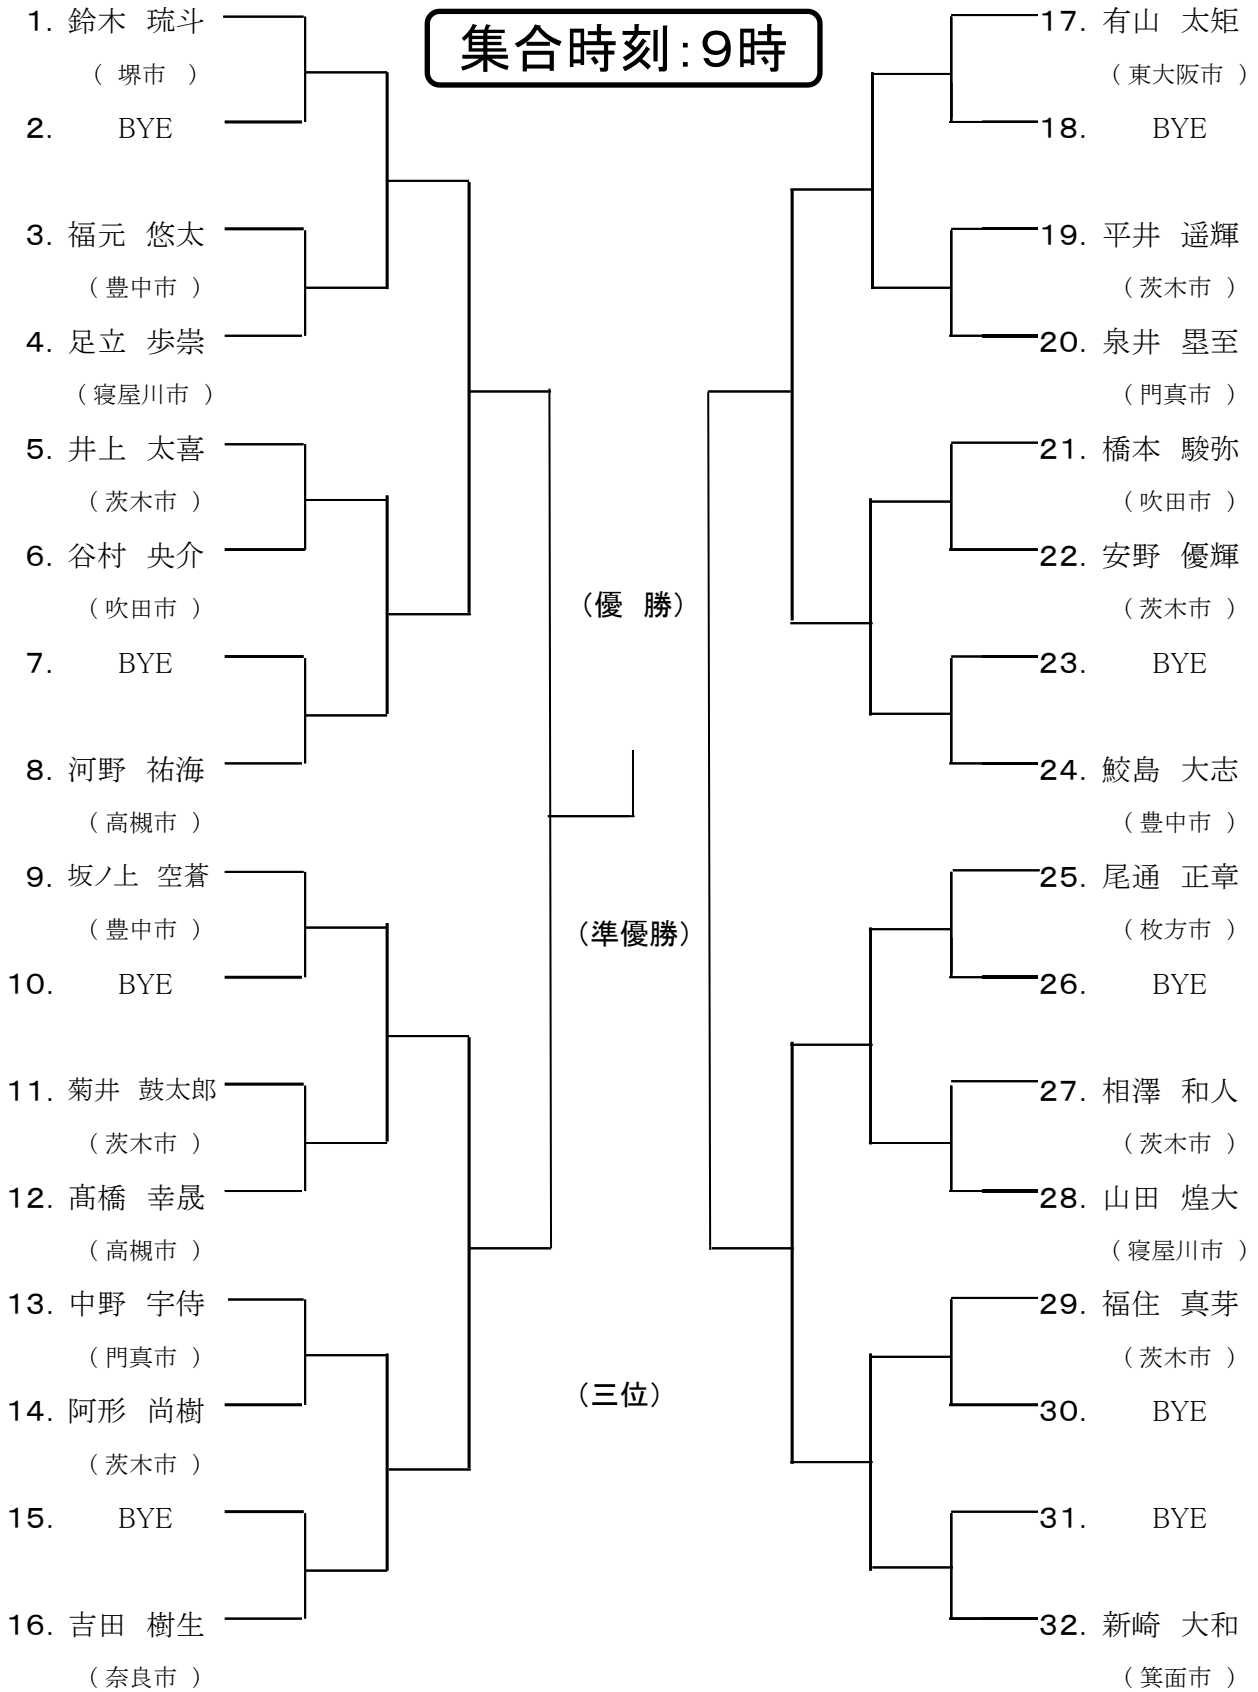 集合時刻:9時
1. 鈴木 琉斗
( 堺市 )
2. BYE
3. 福元 悠太
( 豊中市 )
4. 足立 歩崇
( 寝屋川市 )
5. 井上 太喜
( 茨木市 )
6. 谷村 央介
( 吹田市 )
7. BYE
8. 河野 祐海
( 高槻市 )
9. 坂ノ上 空蒼
( 豊中市 )
10. BYE
11. 菊井 鼓太郎
( 茨木市 )
12. 髙橋 幸晟
( 高槻市 )
13. 中野 宇侍
( 門真市 )
14. 阿形 尚樹
( 茨木市 )
15. BYE
16. 吉田 樹生
( 奈良市 )
(優 勝)
(準優勝)
(三位)
17. 有山 太矩
( 東大阪市 )
18. BYE
19. 平井 遥輝
( 茨木市 )
20. 泉井 塁至
( 門真市 )
21. 橋本 駿弥
( 吹田市 )
22. 安野 優輝
( 茨木市 )
23. BYE
24. 鮫島 大志
( 豊中市 )
25. 尾通 正章
( 枚方市 )
26. BYE
27. 相澤 和人
( 茨木市 )
28. 山田 煌大
( 寝屋川市 )
29. 福住 真芽
( 茨木市 )
30. BYE
31. BYE
32. 新崎 大和
( 箕面市 )